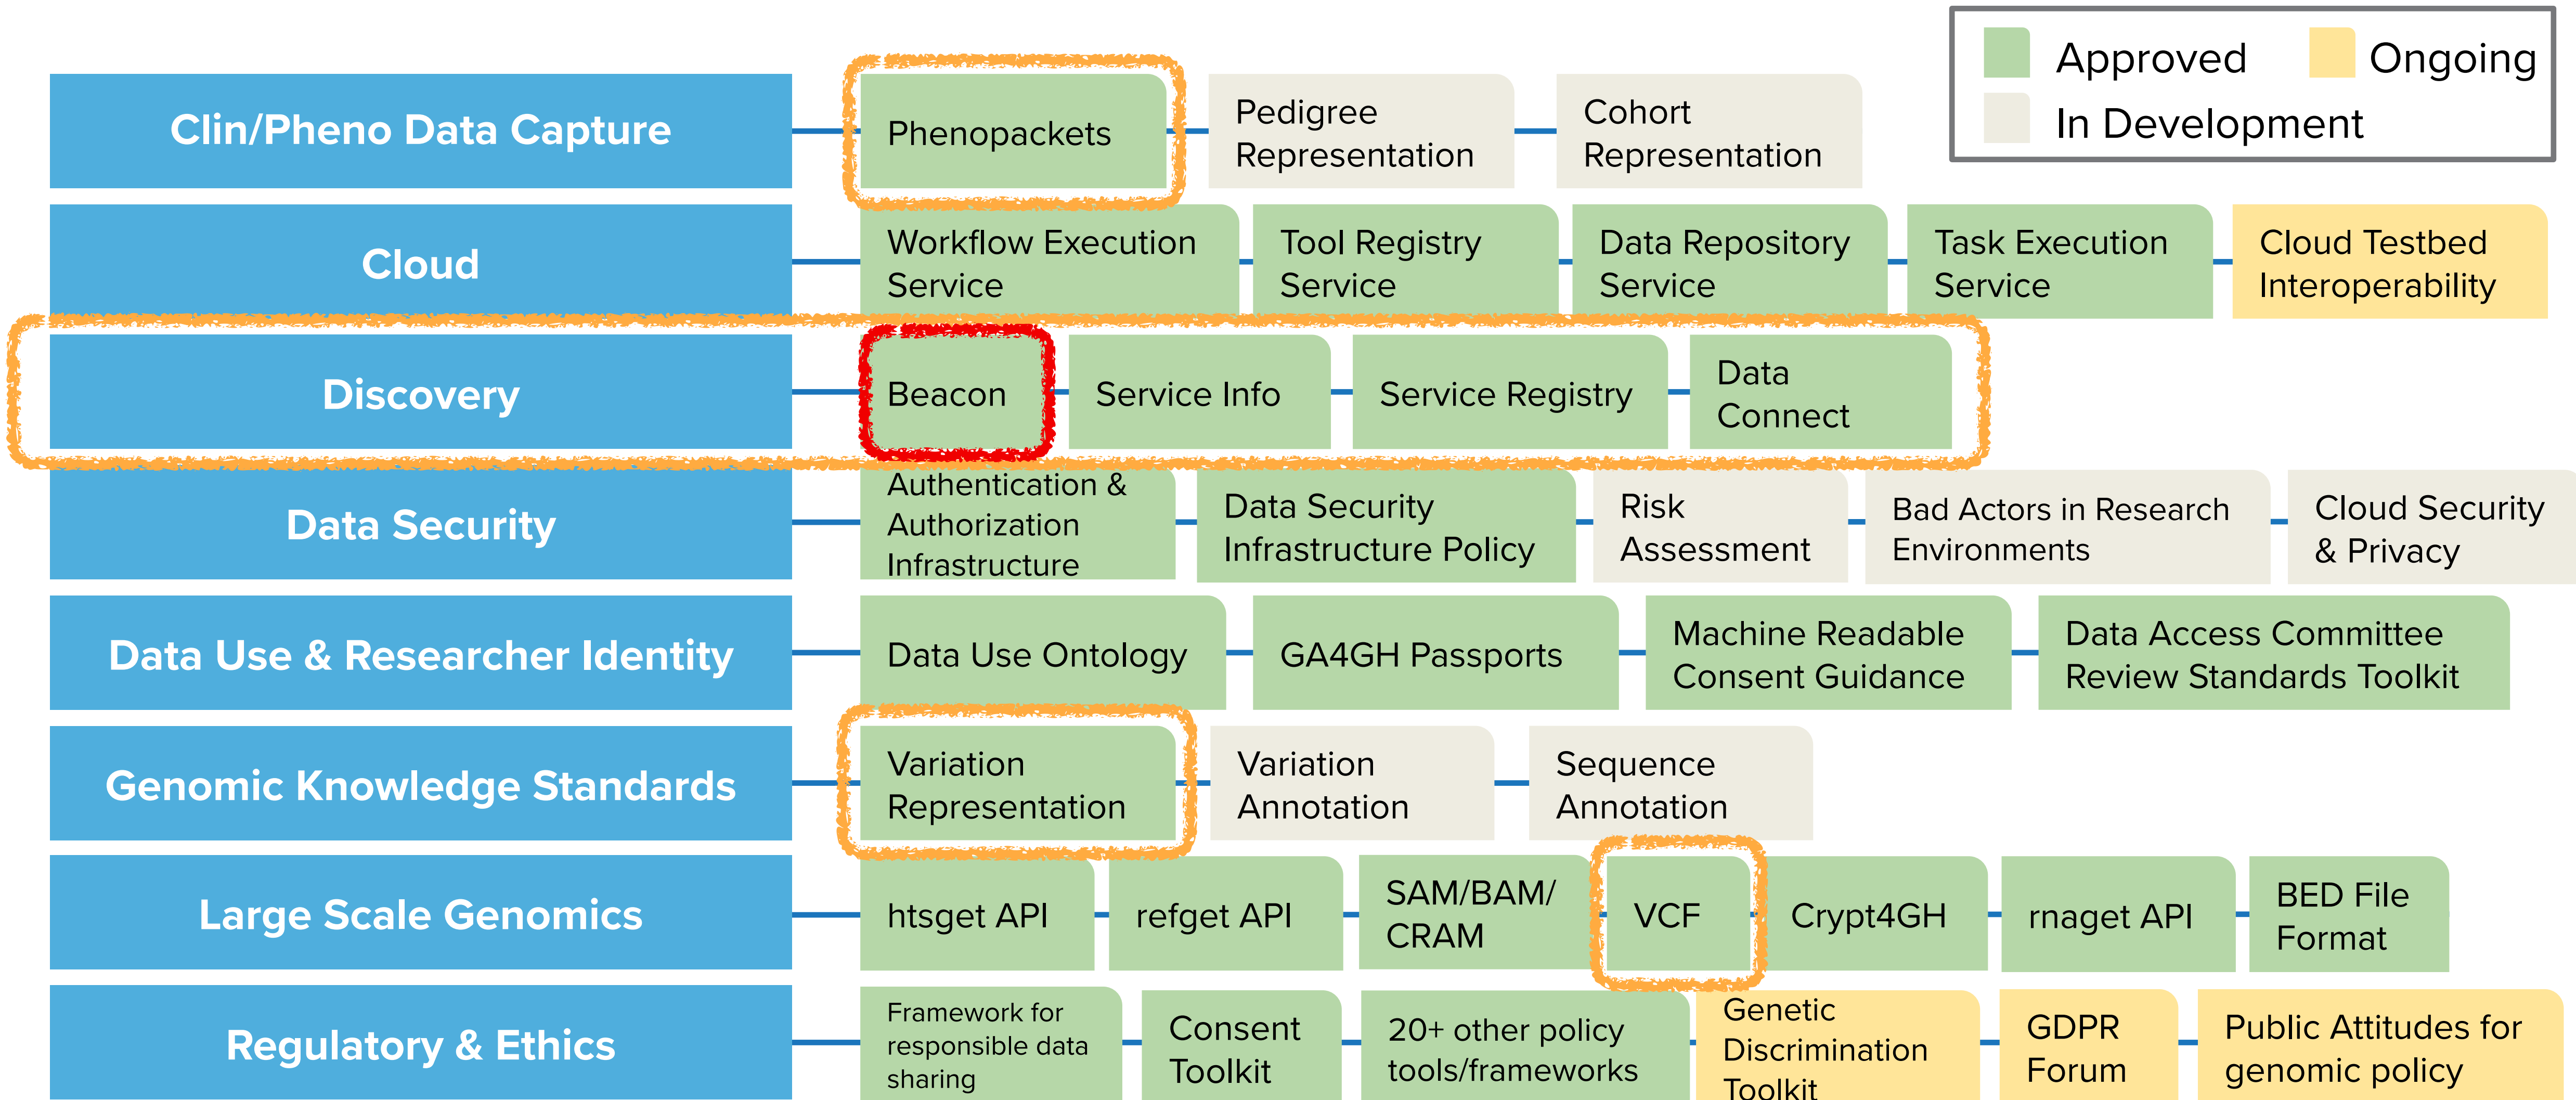 Approved
Ongoing
In Development
Clin/Pheno Data Capture
Phenopackets
Pedigree
Representation
Cohort
Representation
Cloud
Workflow Execution
Service
Tool Registry
Service
Data Repository
Service
Task Execution
Service
Cloud Testbed
Interoperability
Discovery
Beacon
Service Info
Service Registry
Data
Connect
Data Security
Authentication &
Authorization
Infrastructure
Data Security
Infrastructure Policy
Risk
Assessment
Bad Actors in Research
Environments
Cloud Security
& Privacy
Data Use & Researcher Identity
Data Use Ontology
GA4GH Passports
Machine Readable
Consent Guidance
Data Access Committee
Review Standards Toolkit
Genomic Knowledge Standards
Variation
Representation
Variation
Annotation
Sequence
Annotation
Large Scale Genomics
htsget API
refget API
SAM/BAM/
CRAM
VCF
Crypt4GH
rnaget API
BED File
Format
Regulatory & Ethics
Framework for
responsible data
sharing
Consent
Toolkit
20+ other policy
tools/frameworks
Genetic
Discrimination
Toolkit
GDPR
Forum
Public Attitudes for
genomic policy